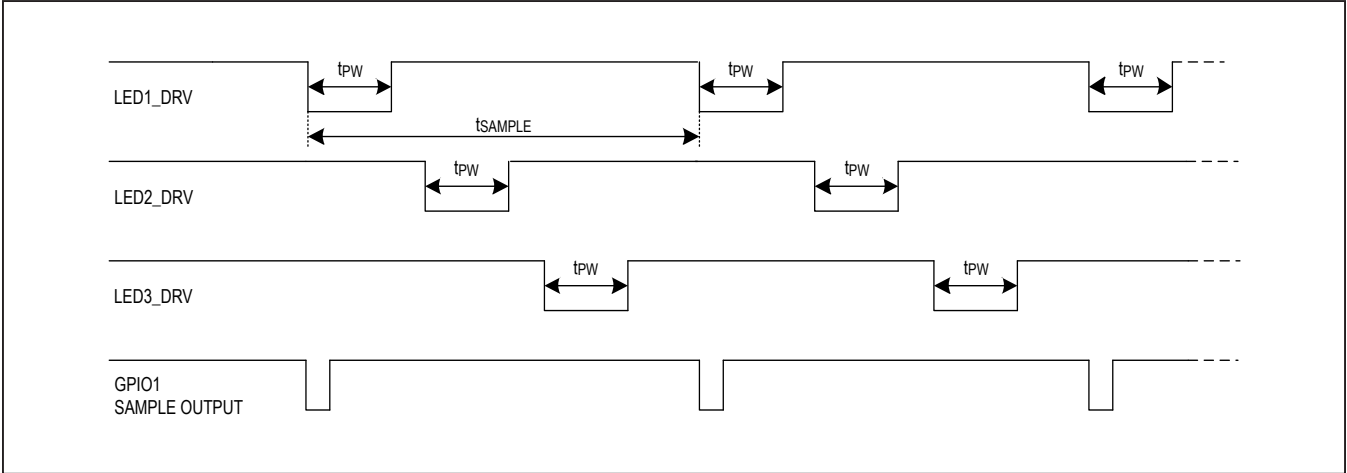 tPW tPW tPW
LED1_DRV
tSAMPLE
tPW tPW
LED2_DRV
tPW tPW
LED3_DRV
GPIO1
SAMPLE OUTPUT